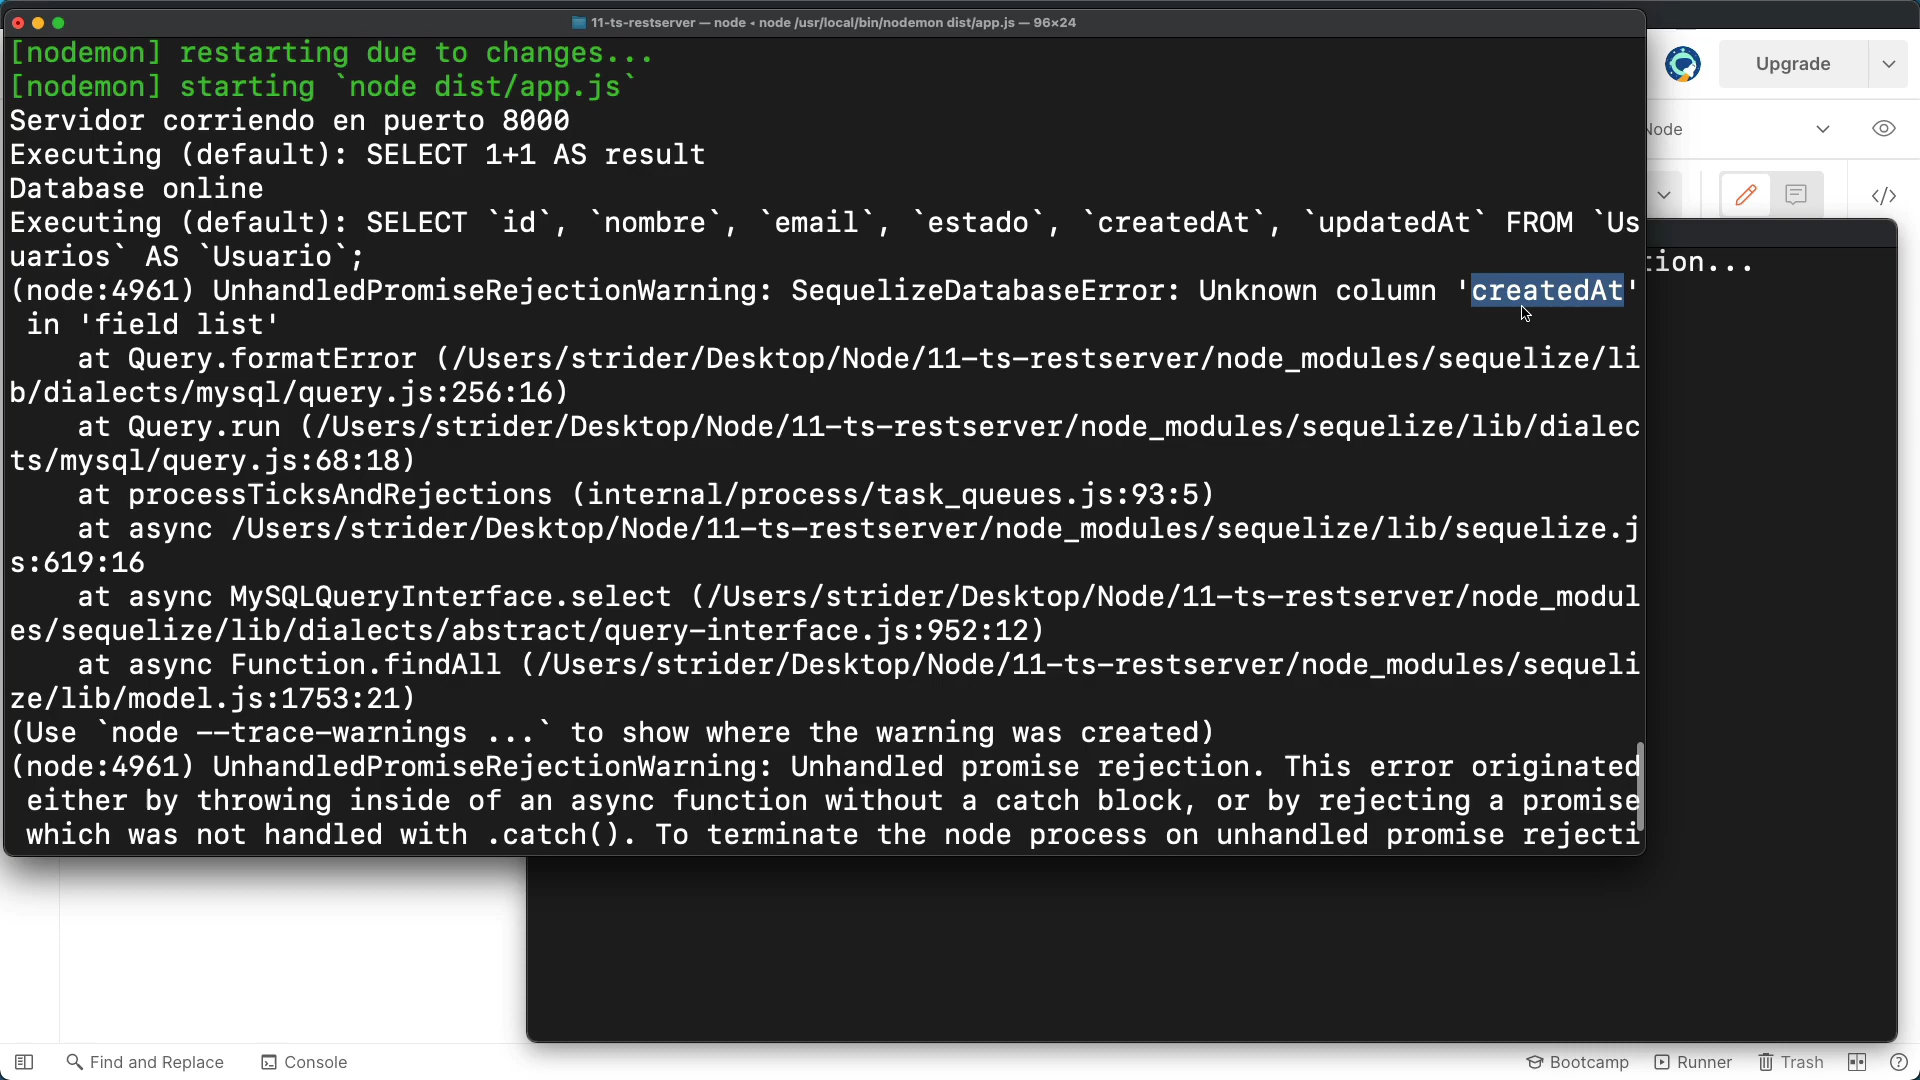 11-ts-restserver — node ◂ node /usr/local/bin/nodemon dist/app.js — 96×24
[nodemon] restarting due to changes...
[nodemon] starting `node dist/app.js`
Servidor corriendo en puerto 8000
Executing (default): SELECT 1+1 AS result
Database online
Executing (default): SELECT `id`, `nombre`, `email`, `estado`, `createdAt`, `updatedAt` FROM `Us
uarios` AS `Usuario`;
(node:4961) UnhandledPromiseRejectionWarning: SequelizeDatabaseError: Unknown column 'createdAt'
 in 'field list'
    at Query.formatError (/Users/strider/Desktop/Node/11-ts-restserver/node_modules/sequelize/li
b/dialects/mysql/query.js:256:16)
    at Query.run (/Users/strider/Desktop/Node/11-ts-restserver/node_modules/sequelize/lib/dialec
ts/mysql/query.js:68:18)
    at processTicksAndRejections (internal/process/task_queues.js:93:5)
    at async /Users/strider/Desktop/Node/11-ts-restserver/node_modules/sequelize/lib/sequelize.j
s:619:16
    at async MySQLQueryInterface.select (/Users/strider/Desktop/Node/11-ts-restserver/node_modul
es/sequelize/lib/dialects/abstract/query-interface.js:952:12)
    at async Function.findAll (/Users/strider/Desktop/Node/11-ts-restserver/node_modules/sequeli
ze/lib/model.js:1753:21)
(Use `node --trace-warnings ...` to show where the warning was created)
(node:4961) UnhandledPromiseRejectionWarning: Unhandled promise rejection. This error originated
 either by throwing inside of an async function without a catch block, or by rejecting a promise
 which was not handled with .catch(). To terminate the node process on unhandled promise rejecti
Upgrade
Node
tion...
Find and Replace
Console
Bootcamp
Runner
Trash